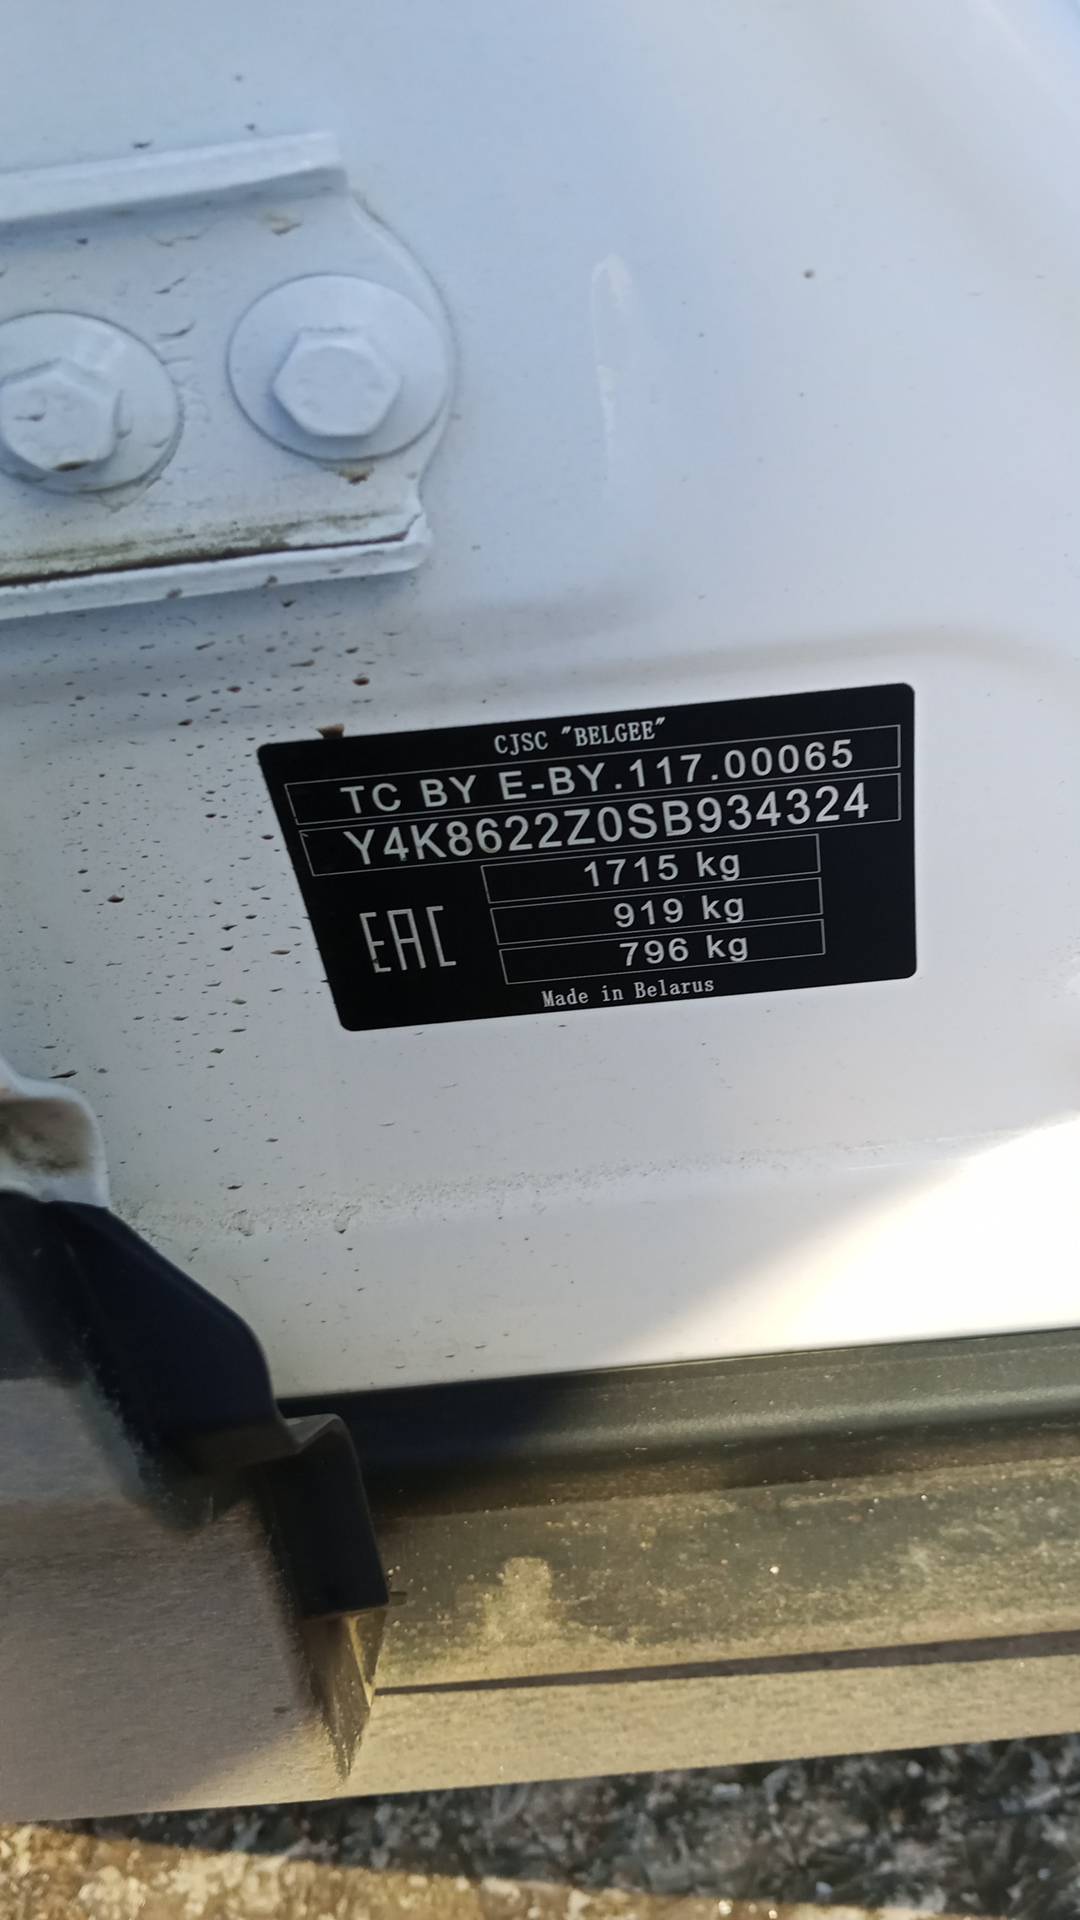 CJSC "BELGEE"
TC BY E-BY.117.00065
Y4K8622Z0SB934324
1715 kg
919 kg
EAC
796 kg
Made in Belarus